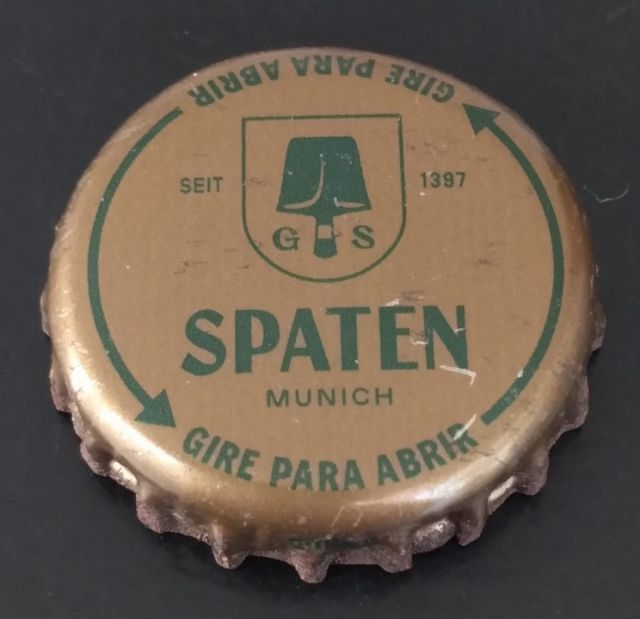 GIRE PARA ABRIR
SEIT 1397
G S
SPATEN
MUNICH
GIRE PARA ABRIR